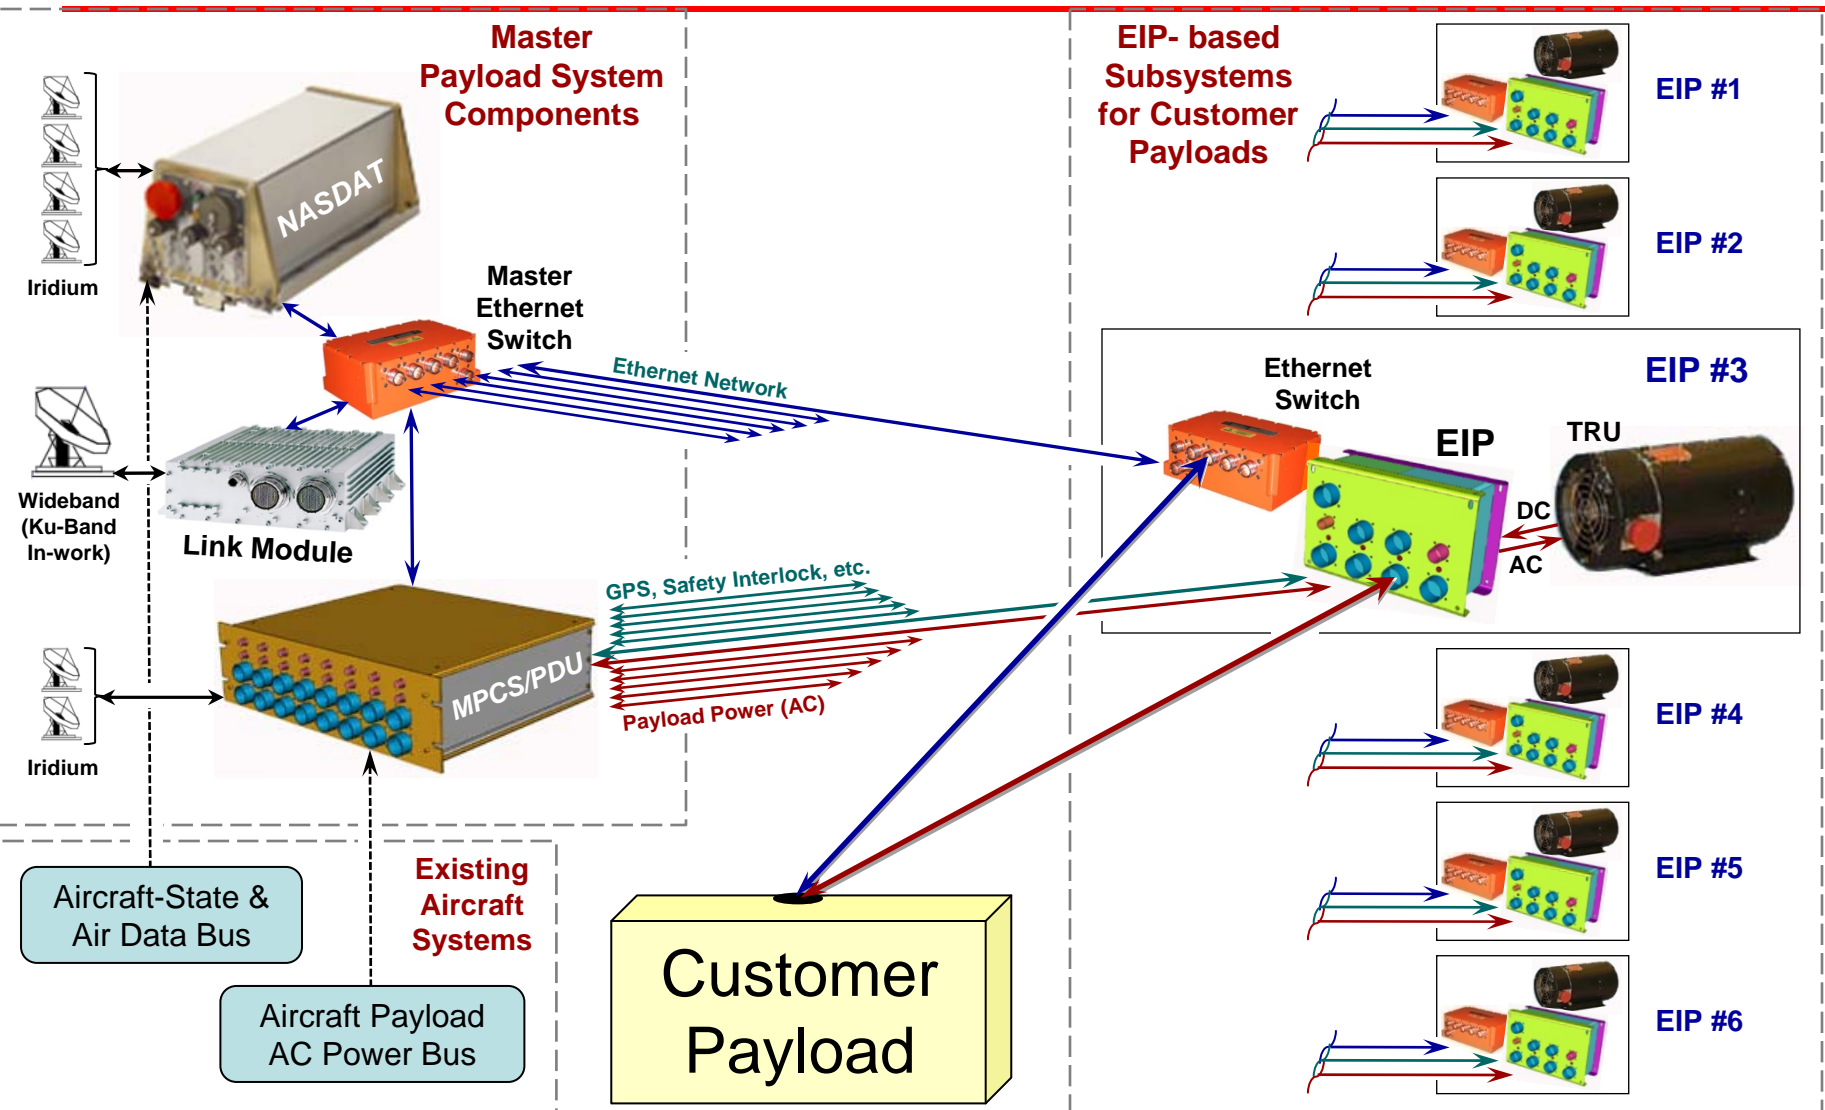 Master
Payload System
Components
EIP- based
Subsystems
for Customer
Payloads
EIP #1
EIP #2
NASDAT
Iridium
Master
Ethernet
Switch
Ethernet Network
Ethernet
Switch
EIP #3
EIP
TRU
DC
AC
Wideband
(Ku-Band
In-work)
Link Module
GPS, Safety Interlock, etc.
MPCS/PDU
Payload Power (AC)
Iridium
EIP #4
EIP #5
EIP #6
Existing
Aircraft
Systems
Aircraft-State &
Air Data Bus
Aircraft Payload
AC Power Bus
Customer
Payload